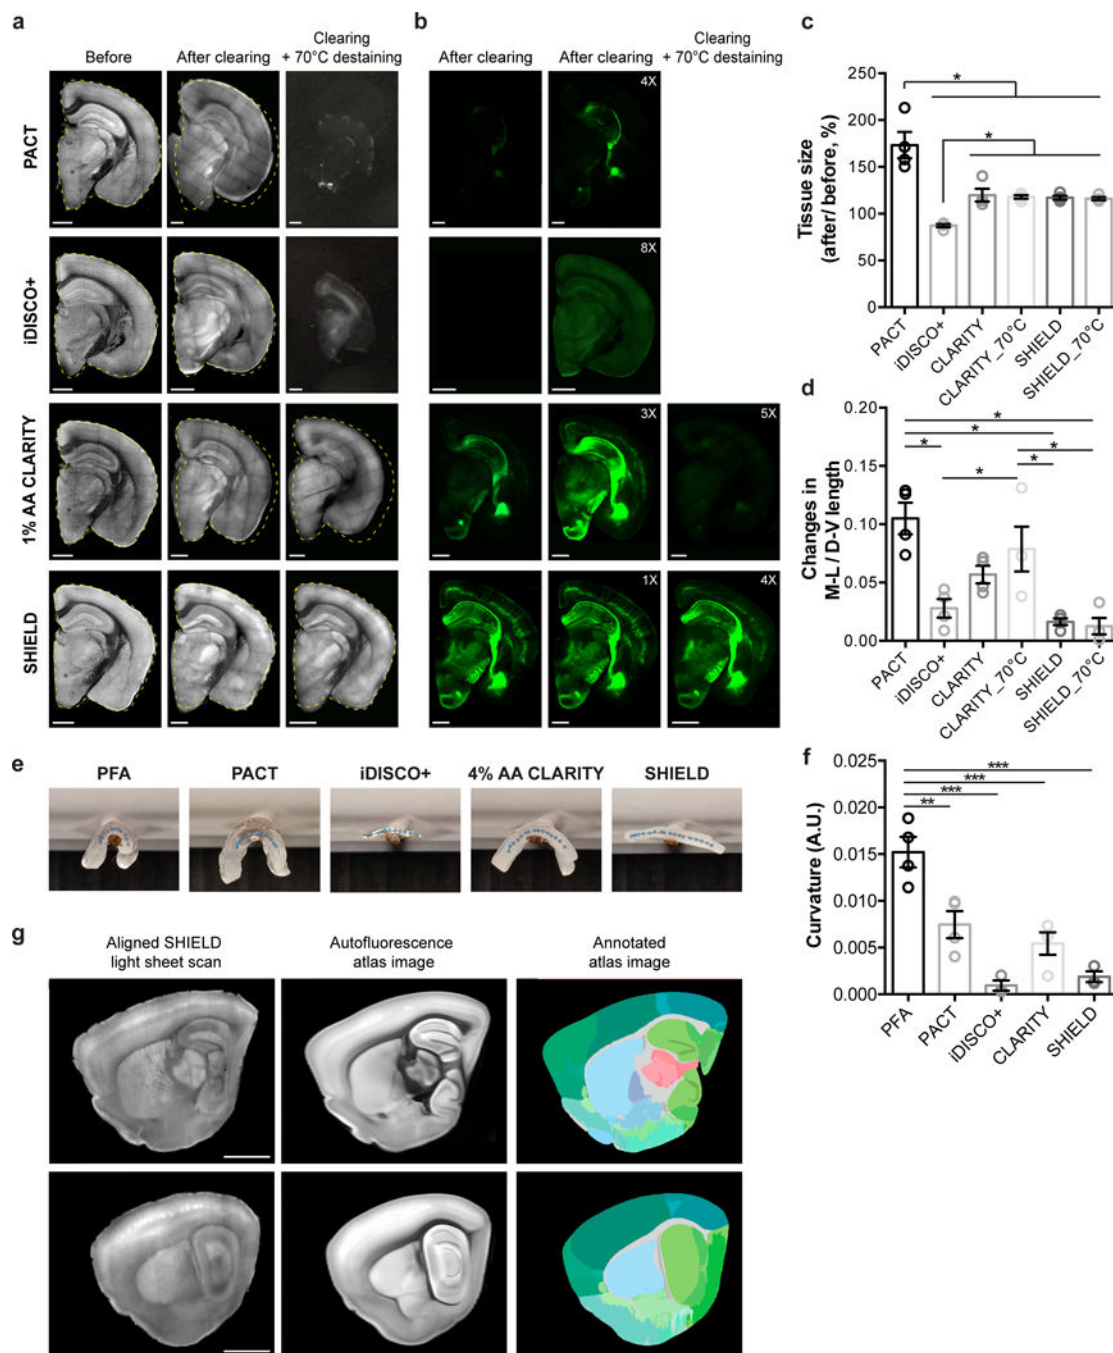 a
Before
After clearing
Clearing
+ 70°C destaining
PACT
iDISCO+
1% AA CLARITY
SHIELD
b
After clearing
After clearing
Clearing
+ 70°C destaining
4X
8X
3X
5X
1X
4X
c
Tissue size
(after/ before, %)
250
200
150
100
50
0
*
*
PACT
iDISCO+
CLARITY
CLARITY_70°C
SHIELD
SHIELD_70°C
d
Changes in
M-L / D-V length
0.20
0.15
0.10
0.05
0.00
*
*
*
*
*
*
PACT
iDISCO+
CLARITY
CLARITY_70°C
SHIELD
SHIELD_70°C
e
PFA
PACT
iDISCO+
4% AA CLARITY
SHIELD
f
Curvature (A.U.)
0.025
0.020
0.015
0.010
0.005
0.000
***
***
***
**
PFA
PACT
iDISCO+
CLARITY
SHIELD
g
Aligned SHIELD
light sheet scan
Autofluorescence
atlas image
Annotated
atlas image